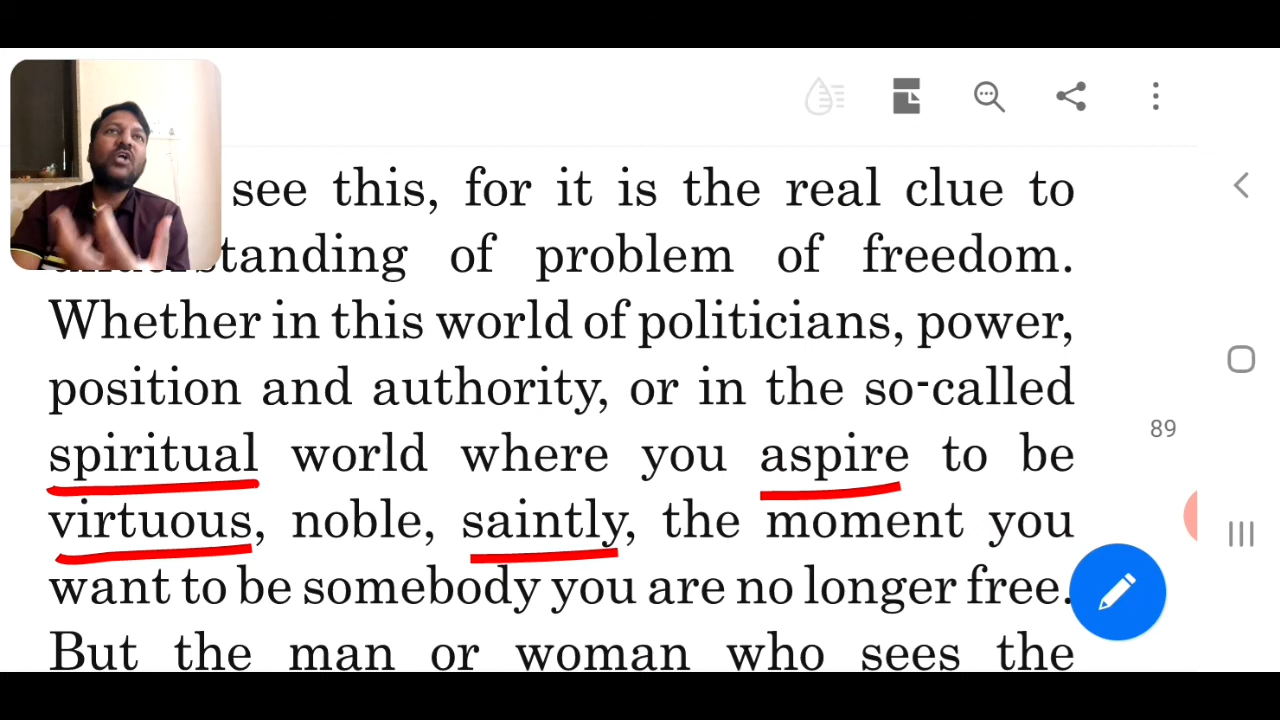 see this, for it is the real clue to
understanding of problem of freedom.
Whether in this world of politicians, power,
position and authority, or in the so-called
89
spiritual world where you aspire to be
virtuous, noble, saintly, the moment you
want to be somebody you are no longer free.
But the man or woman who sees the